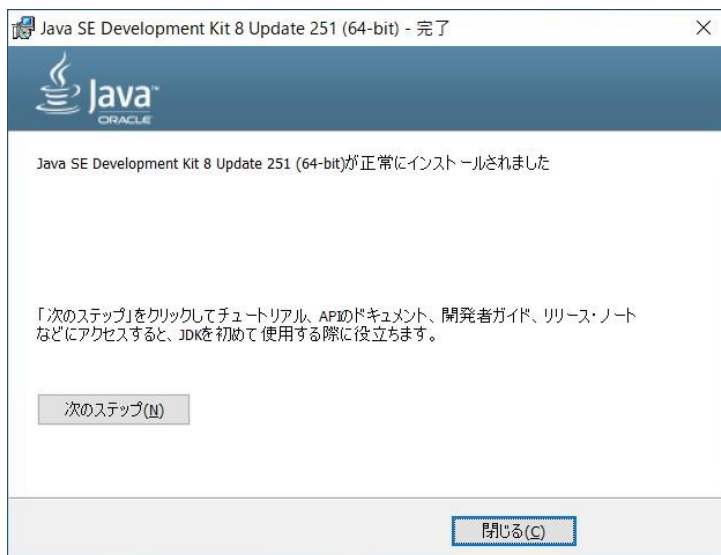 Java SE Development Kit 8 Update 251 (64-bit) - 完了
Java™
ORACLE
Java SE Development Kit 8 Update 251 (64-bit)が正常にインストールされました
「次のステップ」をクリックしてチュートリアル、APIのドキュメント、開発者ガイド、リリース・ノート
などにアクセスすると、JDKを初めて使用する際に役立ちます。
次のステップ(N)
閉じる(C)